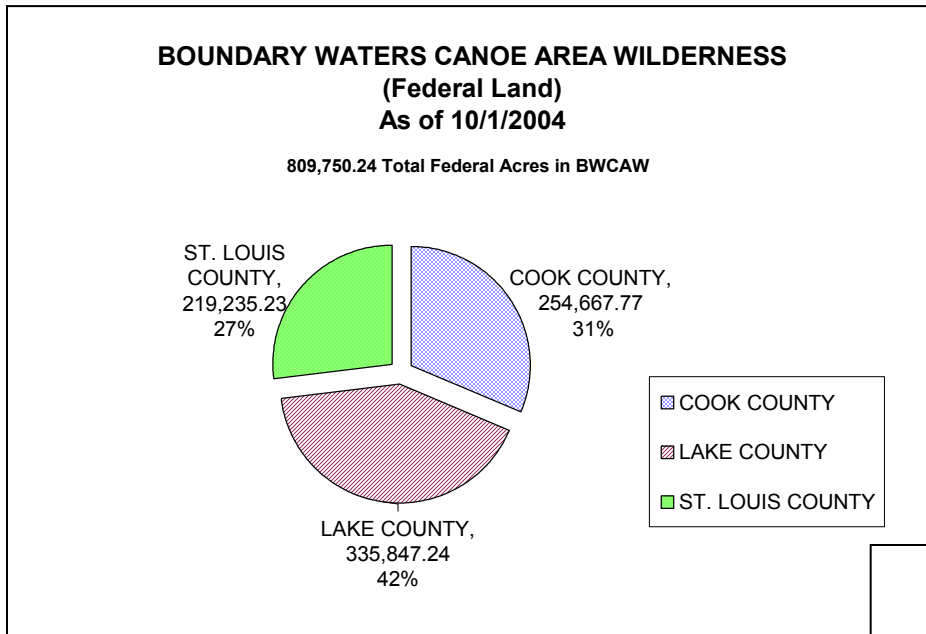 BOUNDARY WATERS CANOE AREA WILDERNESS
(Federal Land)
As of 10/1/2004
809,750.24 Total Federal Acres in BWCAW
ST. LOUIS
COUNTY,
219,235.23
27%
COOK COUNTY,
254,667.77
31%
LAKE COUNTY,
335,847.24
42%
COOK COUNTY
LAKE COUNTY
ST. LOUIS COUNTY